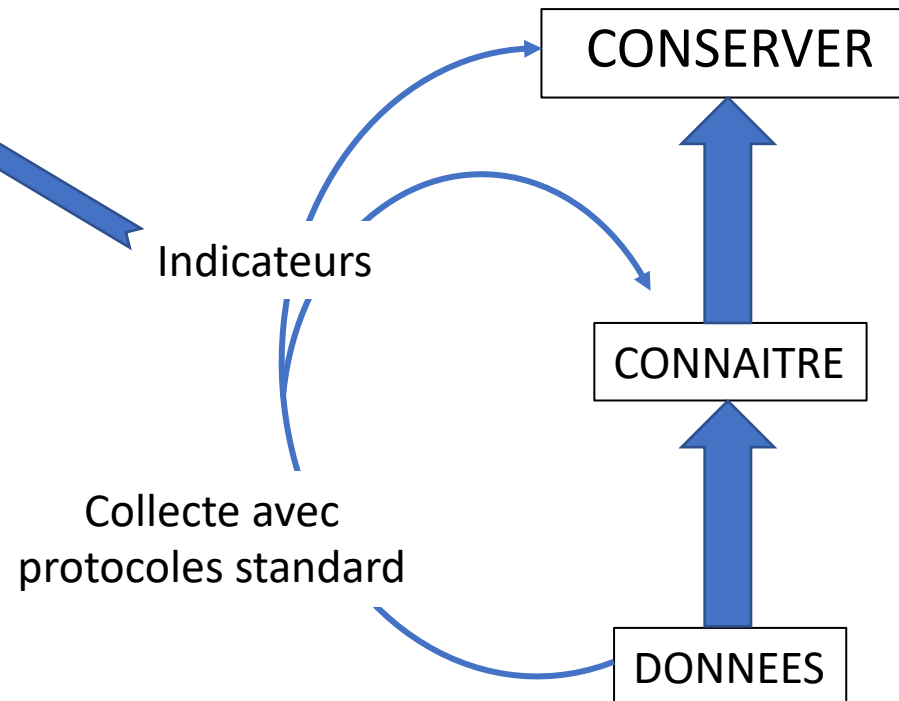 CONSERVER
Indicateurs
CONNAITRE
Collecte avec
protocoles standard
DONNEES